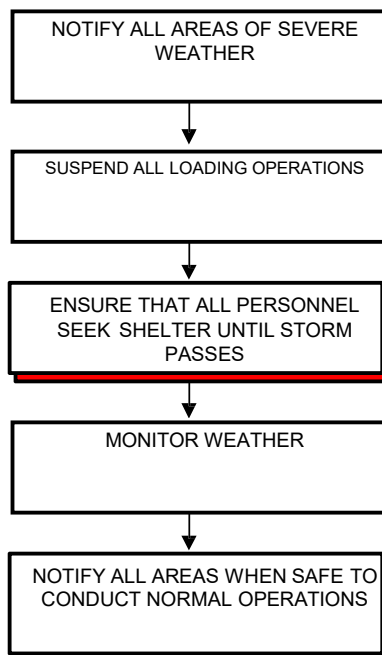 NOTIFY ALL AREAS OF SEVERE
WEATHER
SUSPEND ALL LOADING OPERATIONS
ENSURE THAT ALL PERSONNEL
SEEK SHELTER UNTIL STORM
PASSES
MONITOR WEATHER
NOTIFY ALL AREAS WHEN SAFE TO
CONDUCT NORMAL OPERATIONS